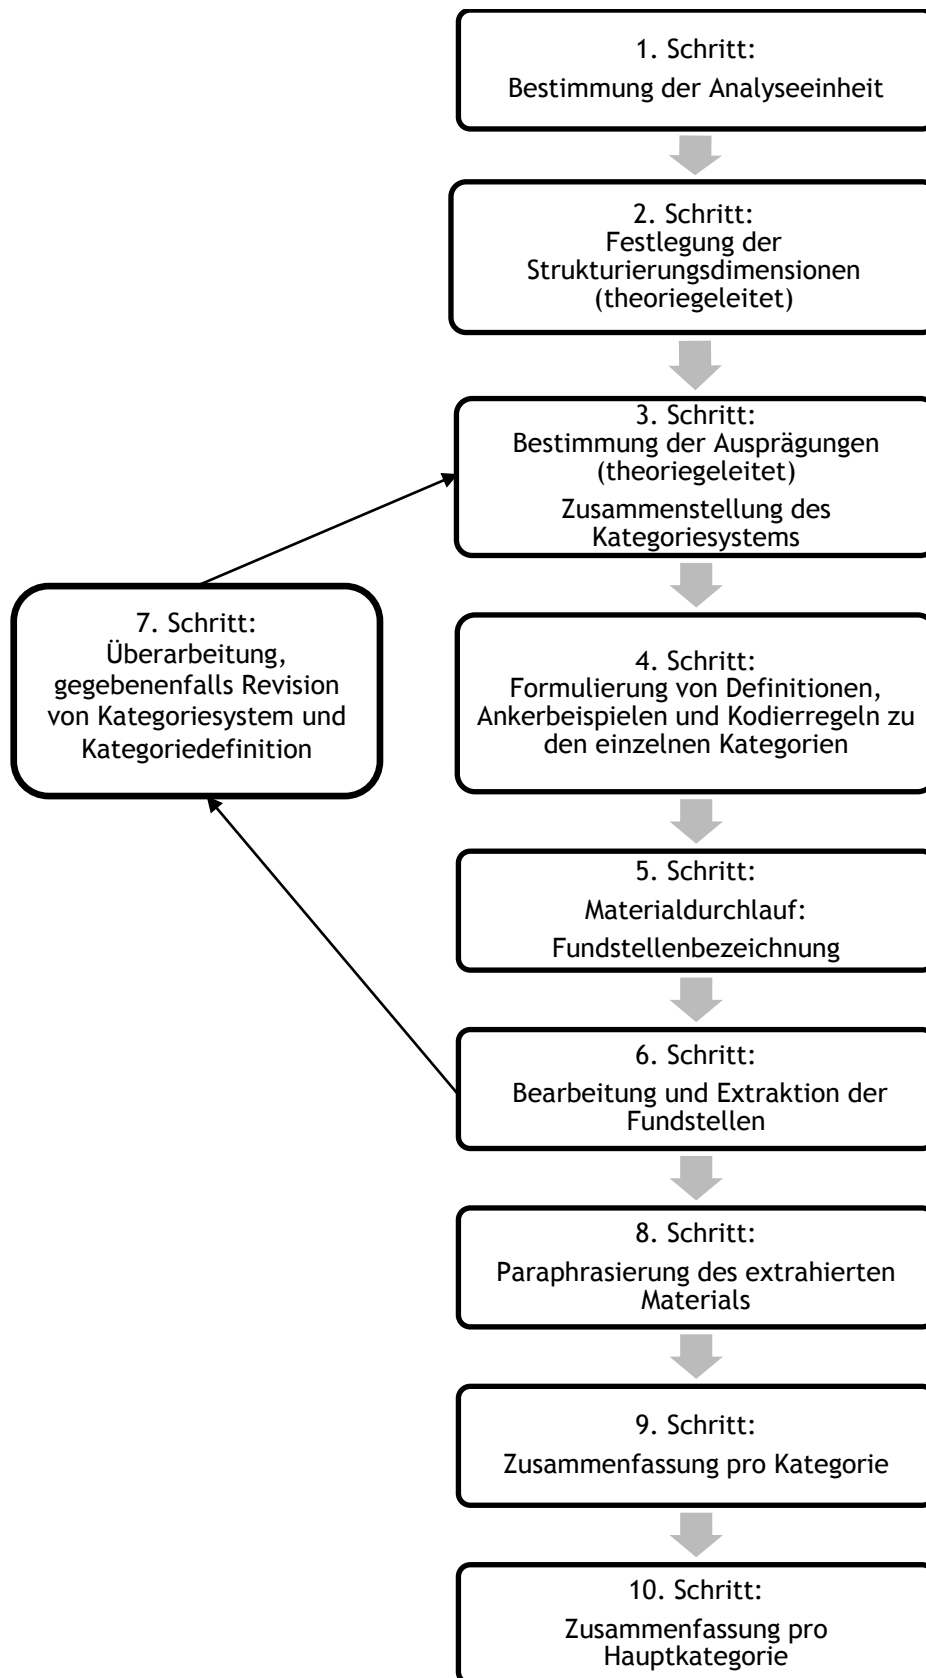 1. Schritt:
Bestimmung der Analyseeinheit
2. Schritt:
Festlegung der
Strukturierungsdimensionen
(theoriegeleitet)
3. Schritt:
Bestimmung der Ausprägungen
(theoriegeleitet)
Zusammenstellung des
Kategoriesystems
7. Schritt:
Überarbeitung,
gegebenenfalls Revision
von Kategoriesystem und
Kategoriedefinition
4. Schritt:
Formulierung von Definitionen,
Ankerbeispielen und Kodierregeln zu
den einzelnen Kategorien
5. Schritt:
Materialdurchlauf:
Fundstellenbezeichnung
6. Schritt:
Bearbeitung und Extraktion der
Fundstellen
8. Schritt:
Paraphrasierung des extrahierten
Materials
9. Schritt:
Zusammenfassung pro Kategorie
10. Schritt:
Zusammenfassung pro
Hauptkategorie